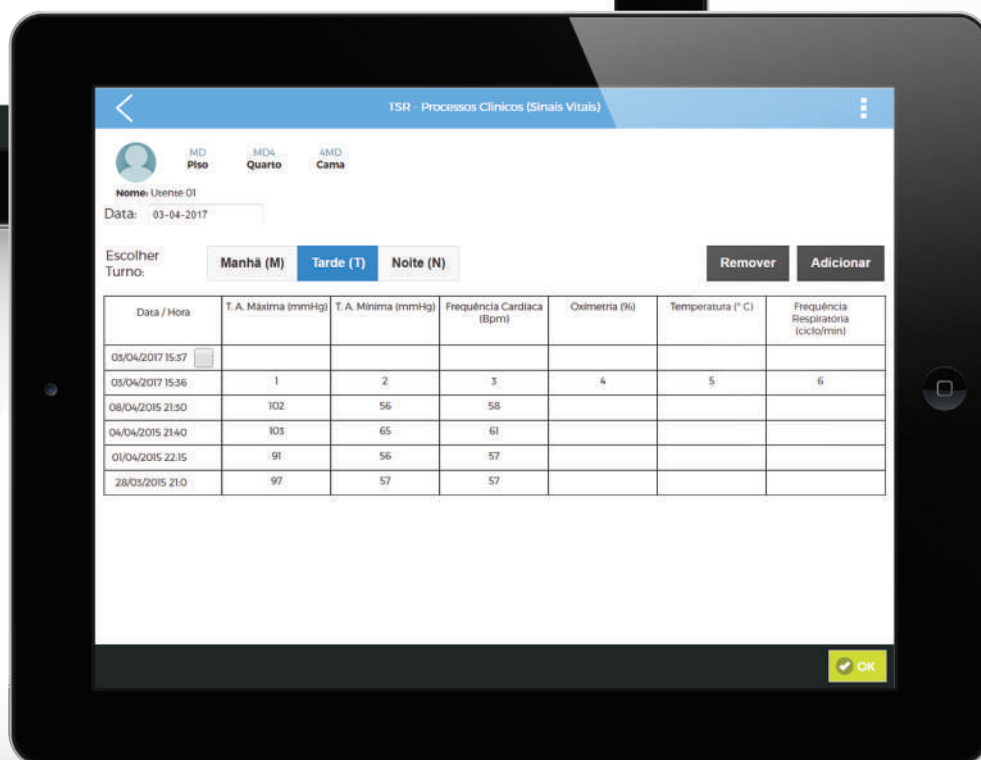 TSR - Processos Clínicos (Sinais Vitais)
MD MD4 4MD
Piso Quarto Cama
Nome: Utente 01
Data: 03-04-2017
Escolher Turno: Manhã (M) Tarde (T) Noite (N) Remover Adicionar
Data / Hora T. A. Máxima (mmHg) T. A. Mínima (mmHg) Frequência Cardíaca (Bpm) Oximetria (%) Temperatura (° C) Frequência Respiratória (ciclo/min)
03/04/2017 15:37
03/04/2017 15:36 1 2 3 4 5 6
08/04/2015 21:30 102 56 58
04/04/2015 21:40 103 65 61
01/04/2015 22:15 91 56 57
28/03/2015 21:0 97 57 57
OK